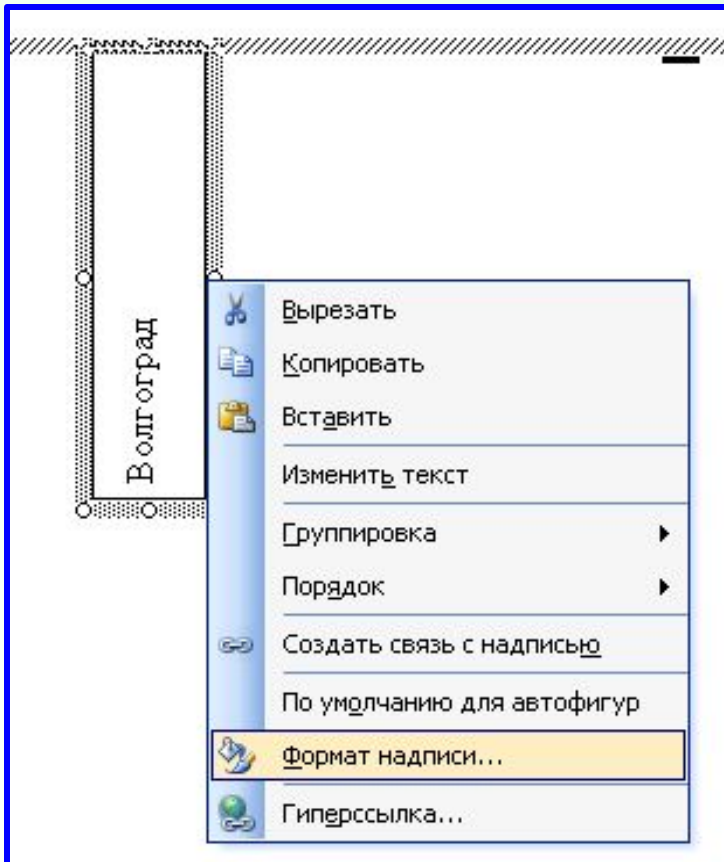 Волгоград
Вырезать
Копировать
Вставить
Изменить текст
Группировка
Порядок
Создать связь с надписью
По умолчанию для автофигур
Формат надписи...
Гиперссылка...